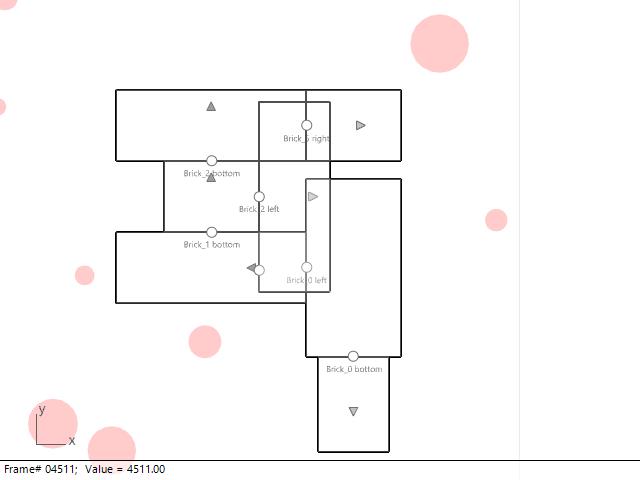 Brick_5 right
Brick_2 bottom
Brick_2 left
Brick_1 bottom
Brick_0 left
Brick_0 bottom
y
x
Frame# 04511; Value = 4511.00